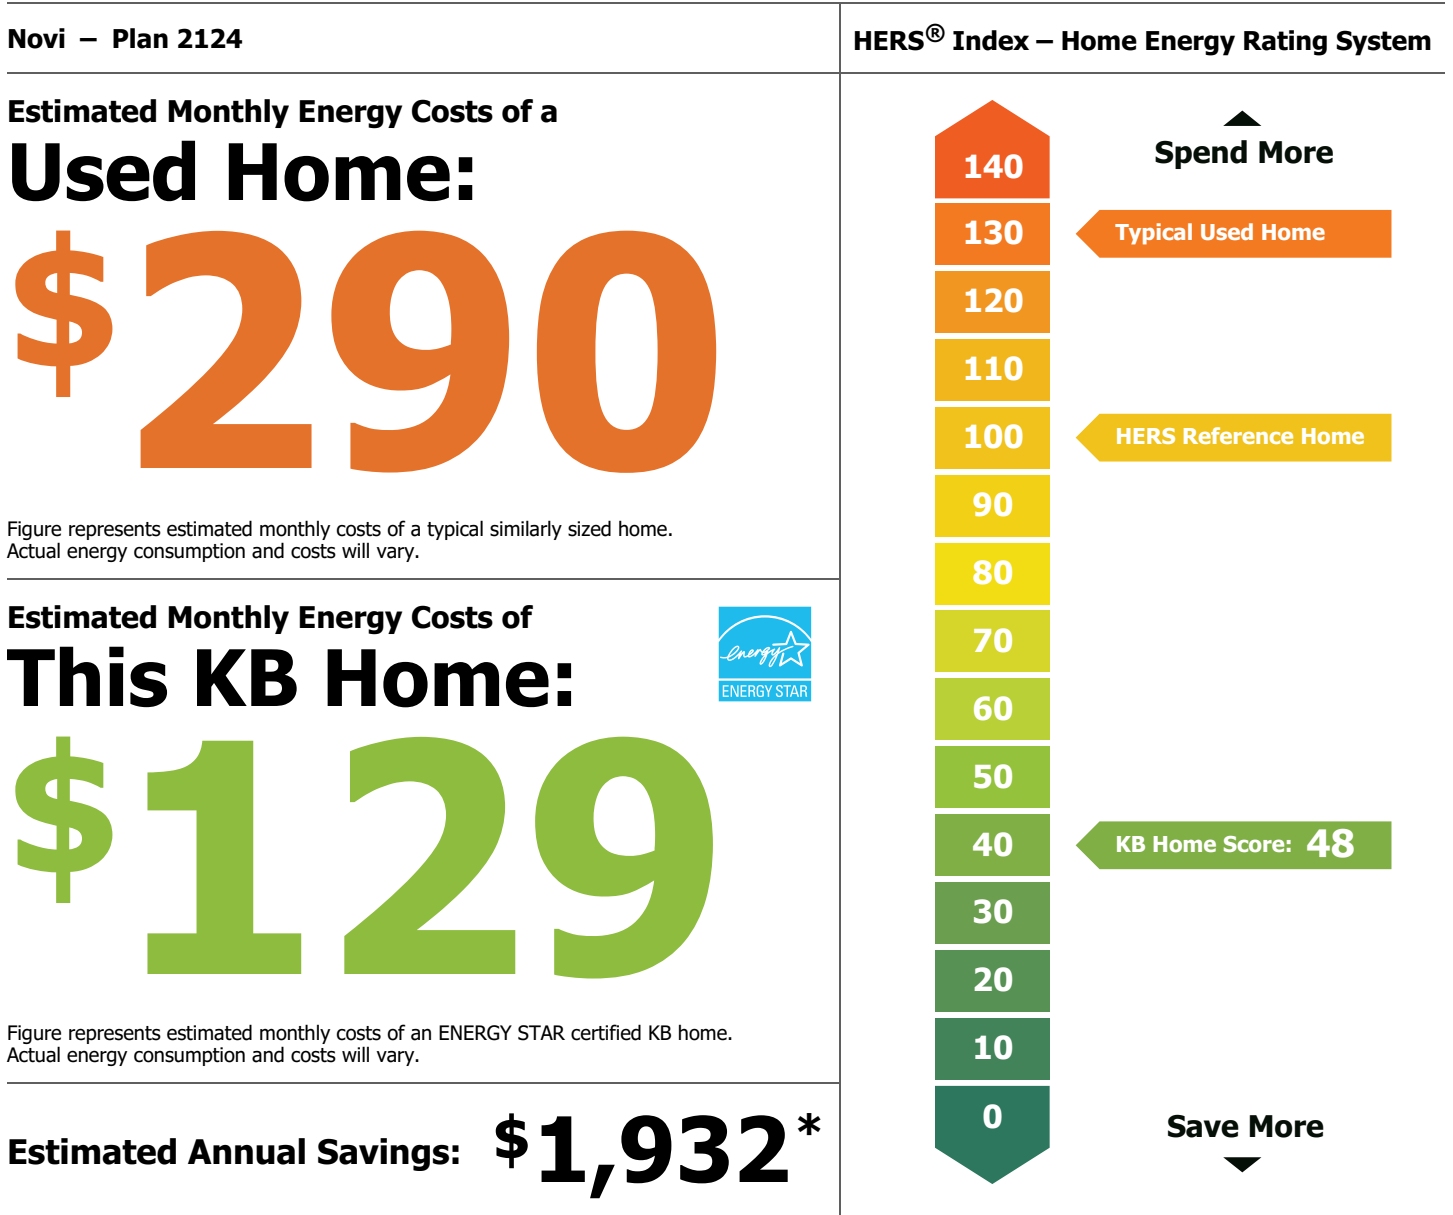 Novi – Plan 2124
Estimated Monthly Energy Costs of a
Used Home:
$290
Figure represents estimated monthly costs of a typical similarly sized home.
Actual energy consumption and costs will vary.
Estimated Monthly Energy Costs of
This KB Home:
energy
ENERGY STAR
$129
Figure represents estimated monthly costs of an ENERGY STAR certified KB home.
Actual energy consumption and costs will vary.
Estimated Annual Savings: $1,932*
HERS® Index – Home Energy Rating System
Spend More
140
130 Typical Used Home
120
110
100 HERS Reference Home
90
80
70
60
50
40 KB Home Score: 48
30
20
10
0
Save More